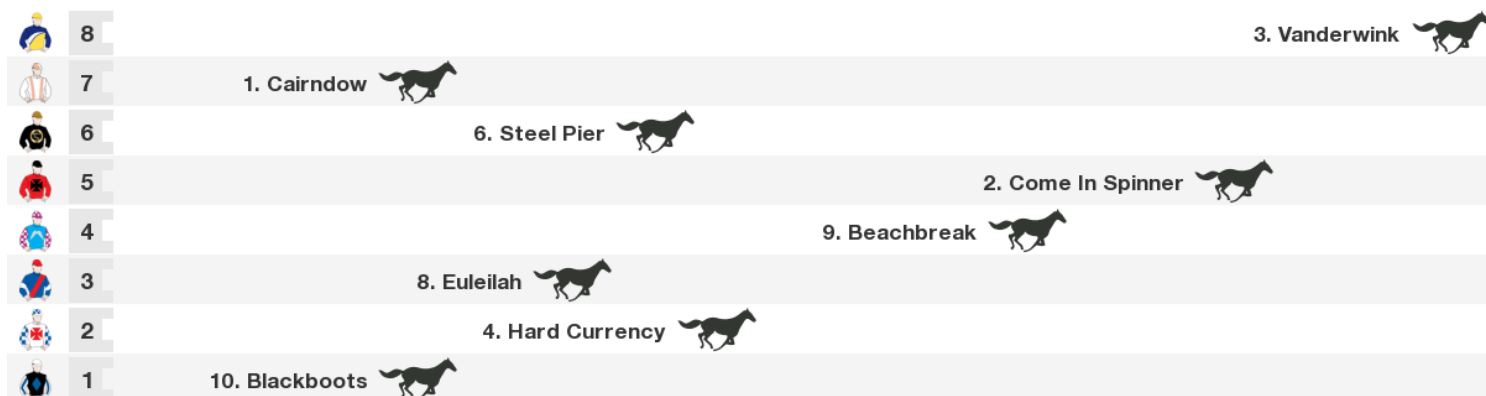 8 3. Vanderwink
7 1. Cairndow
6 6. Steel Pier
5 2. Come In Spinner
4 9. Beachbreak
3 8. Euleilah
2 4. Hard Currency
1 10. Blackboots